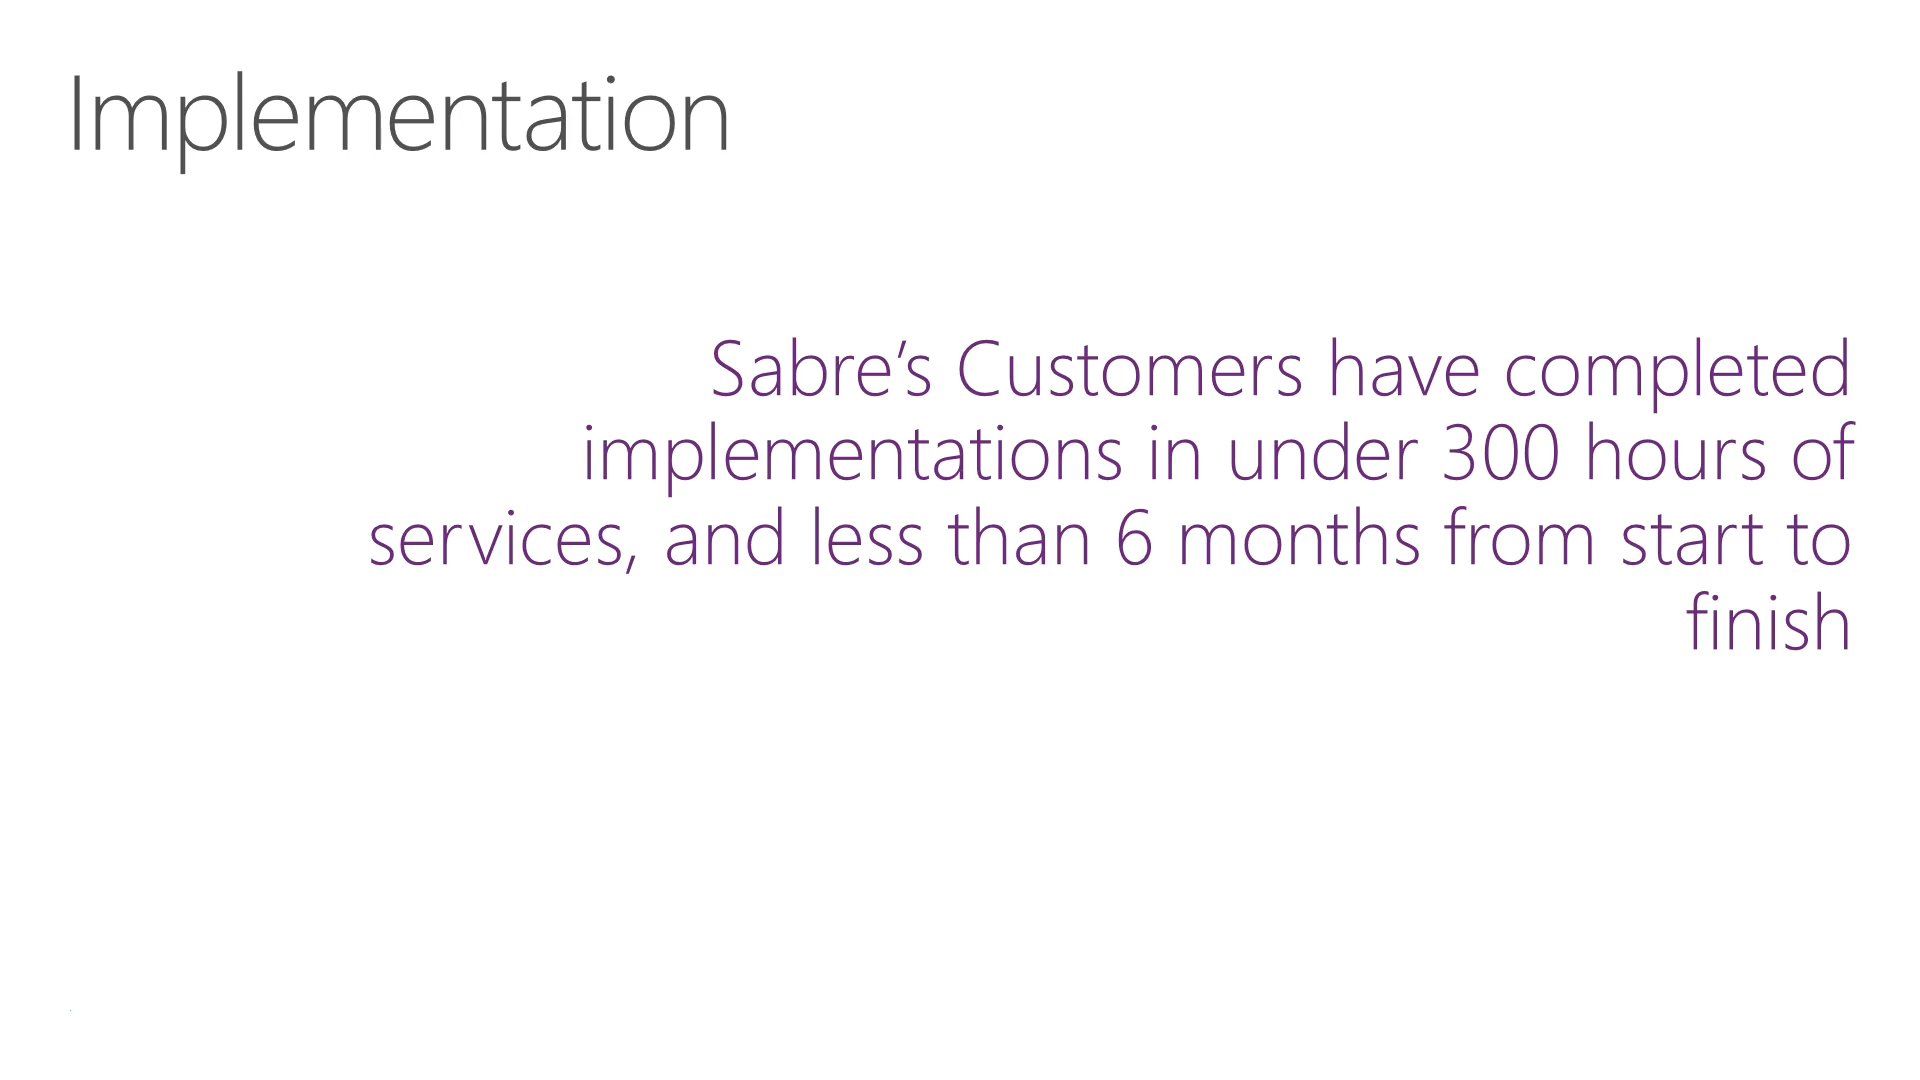 Implementation
Sabre’s Customers have completed
implementations in under 300 hours of
services, and less than 6 months from start to
finish